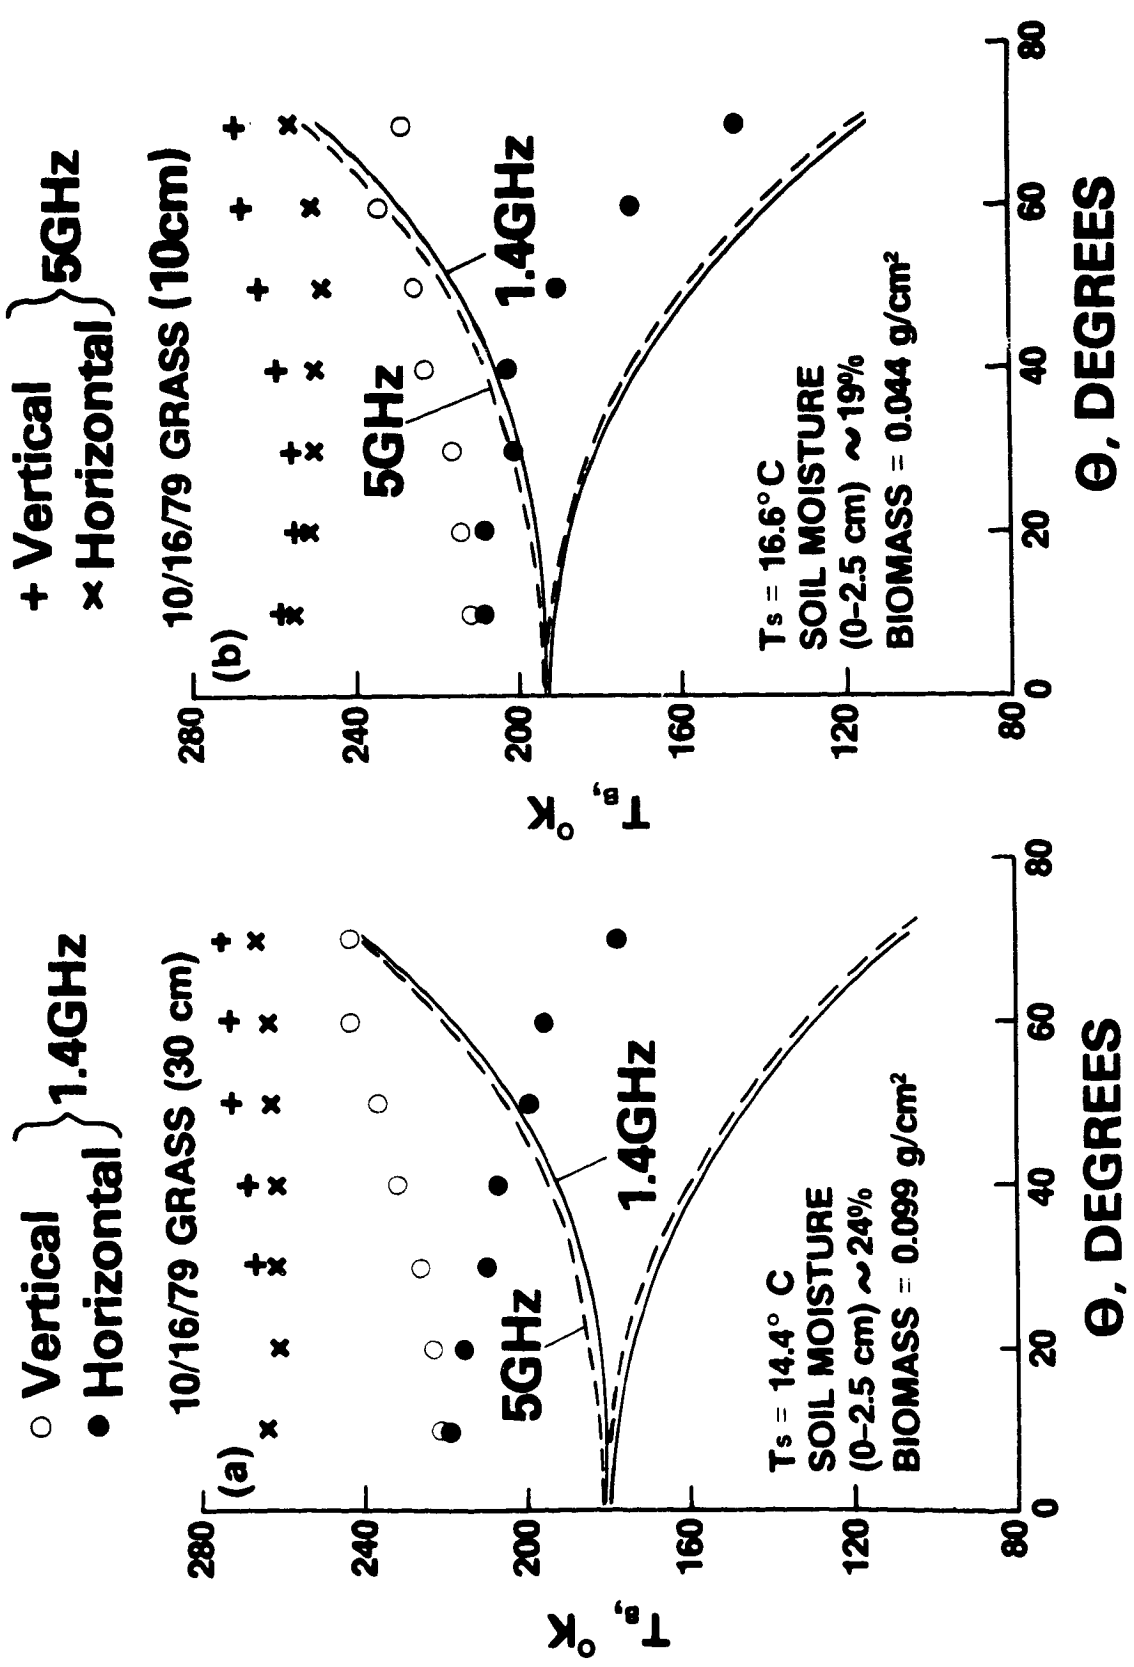 ○ Vertical
● Horizontal
1.4GHz
+ Vertical
× Horizontal
5GHz
10/16/79 GRASS (30 cm)
(a)
280
240
200
160
120
80
T_B, °K
5GHz
1.4GHz
Ts = 14.4° C
SOIL MOISTURE
(0–2.5 cm) ~24%
BIOMASS = 0.099 g/cm²
0 20 40 60 80
Θ, DEGREES
10/16/79 GRASS (10cm)
(b)
280
240
200
160
120
80
T_B, °K
5GHz
1.4GHz
Ts = 16.6° C
SOIL MOISTURE
(0–2.5 cm) ~19%
BIOMASS = 0.044 g/cm²
0 20 40 60 80
Θ, DEGREES